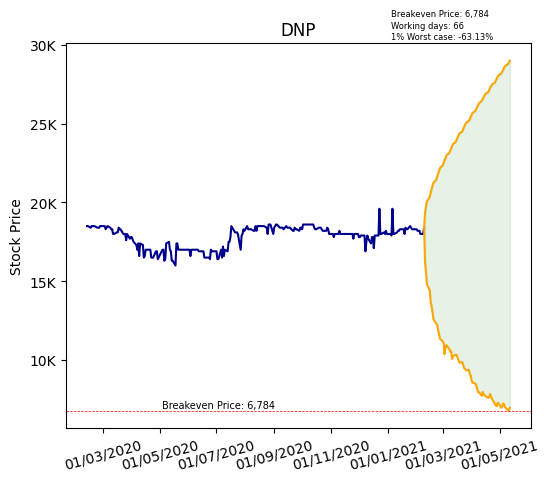 Breakeven Price: 6,784
Working days: 66
1% Worst case: -63.13%
DNP
30K
25K
20K
15K
10K
Stock Price
Breakeven Price: 6,784
01/03/2020
01/05/2020
01/07/2020
01/09/2020
01/11/2020
01/01/2021
01/03/2021
01/05/2021